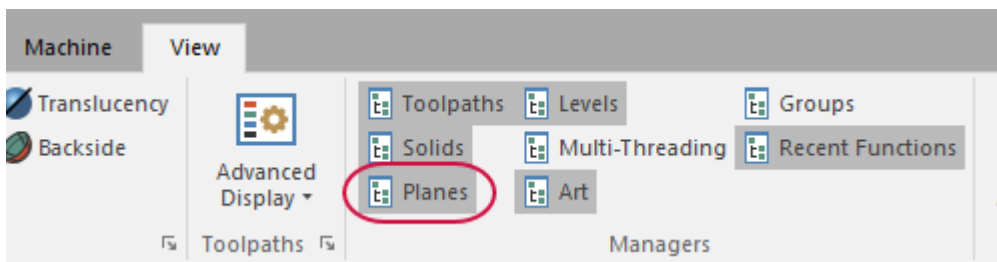 Machine View
Translucency
Backside
Advanced
Display
Toolpaths
Toolpaths Levels Groups
Solids Multi-Threading Recent Functions
Planes Art
Managers